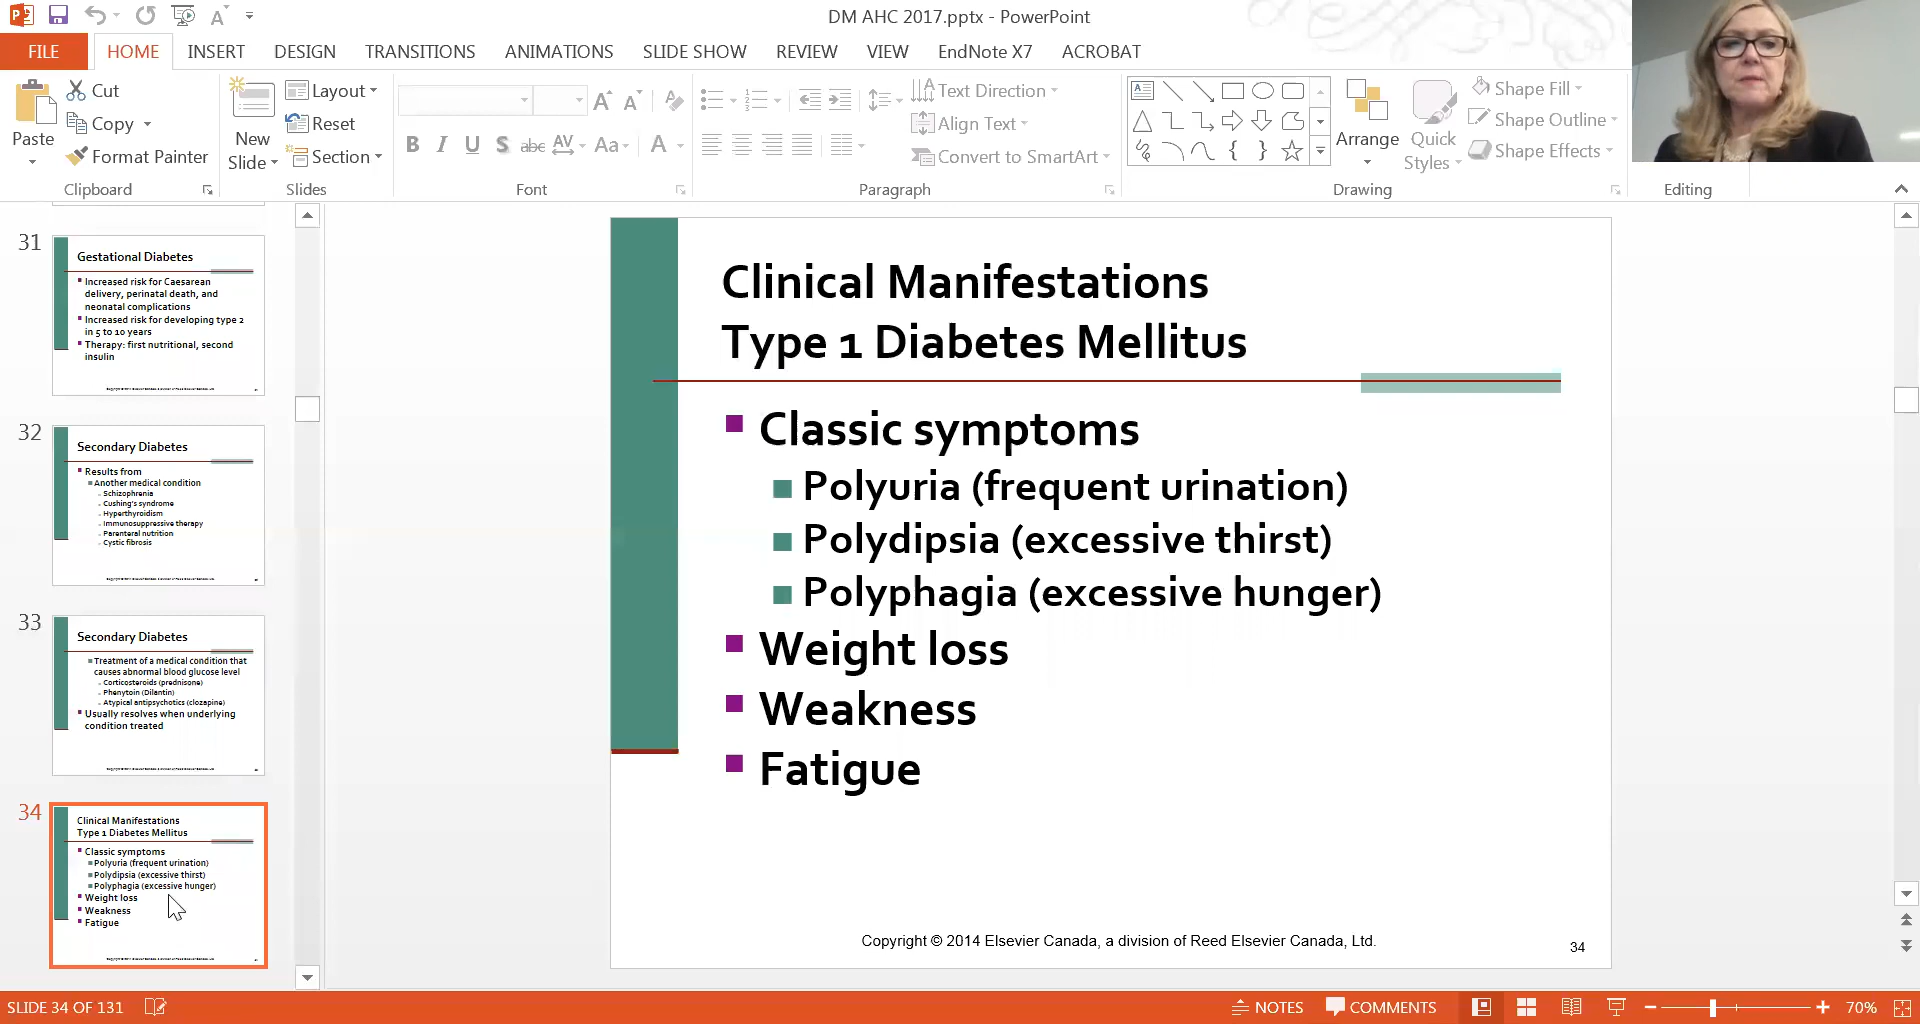 DM AHC 2017.pptx - PowerPoint
FILE
HOME
INSERT
DESIGN
TRANSITIONS
ANIMATIONS
SLIDE SHOW
REVIEW
VIEW
EndNote X7
ACROBAT
Paste
Cut
Copy
Format Painter
Clipboard
New
Slide
Layout
Reset
Section
Slides
B I U S abc AV Aa A
Font
Text Direction
Align Text
Convert to SmartArt
Paragraph
Arrange
Quick
Styles
Shape Fill
Shape Outline
Shape Effects
Drawing
Editing
31
Gestational Diabetes
Increased risk for Caesarean
delivery, perinatal death, and
neonatal complications
Increased risk for developing type 2
in 5 to 10 years
Therapy: first nutritional, second
insulin
32
Secondary Diabetes
Results from
Another medical condition
Schizophrenia
Cushing's syndrome
Hyperthyroidism
Immunosuppressive therapy
Parenteral nutrition
Cystic fibrosis
33
Secondary Diabetes
Treatment of a medical condition that
causes abnormal blood glucose level
Corticosteroids (prednisone)
Phenytoin (Dilantin)
Atypical antipsychotics (clozapine)
Usually resolves when underlying
condition treated
34
Clinical Manifestations
Type 1 Diabetes Mellitus
Classic symptoms
Polyuria (frequent urination)
Polydipsia (excessive thirst)
Polyphagia (excessive hunger)
Weight loss
Weakness
Fatigue
Clinical Manifestations
Type 1 Diabetes Mellitus
Classic symptoms
Polyuria (frequent urination)
Polydipsia (excessive thirst)
Polyphagia (excessive hunger)
Weight loss
Weakness
Fatigue
Copyright © 2014 Elsevier Canada, a division of Reed Elsevier Canada, Ltd.
34
SLIDE 34 OF 131
NOTES
COMMENTS
70%